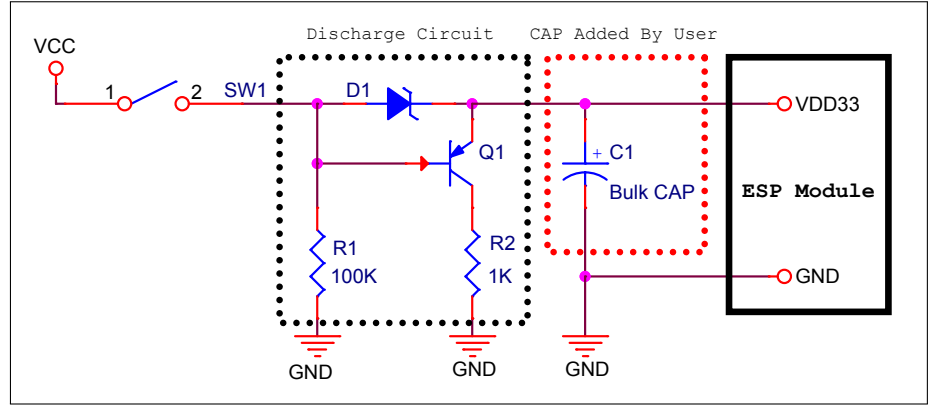 Discharge Circuit
CAP Added By User
VCC
1
2
SW1
D1
VDD33
Q1
+ C1
Bulk CAP
ESP Module
R1
100K
R2
1K
GND
GND
GND
GND